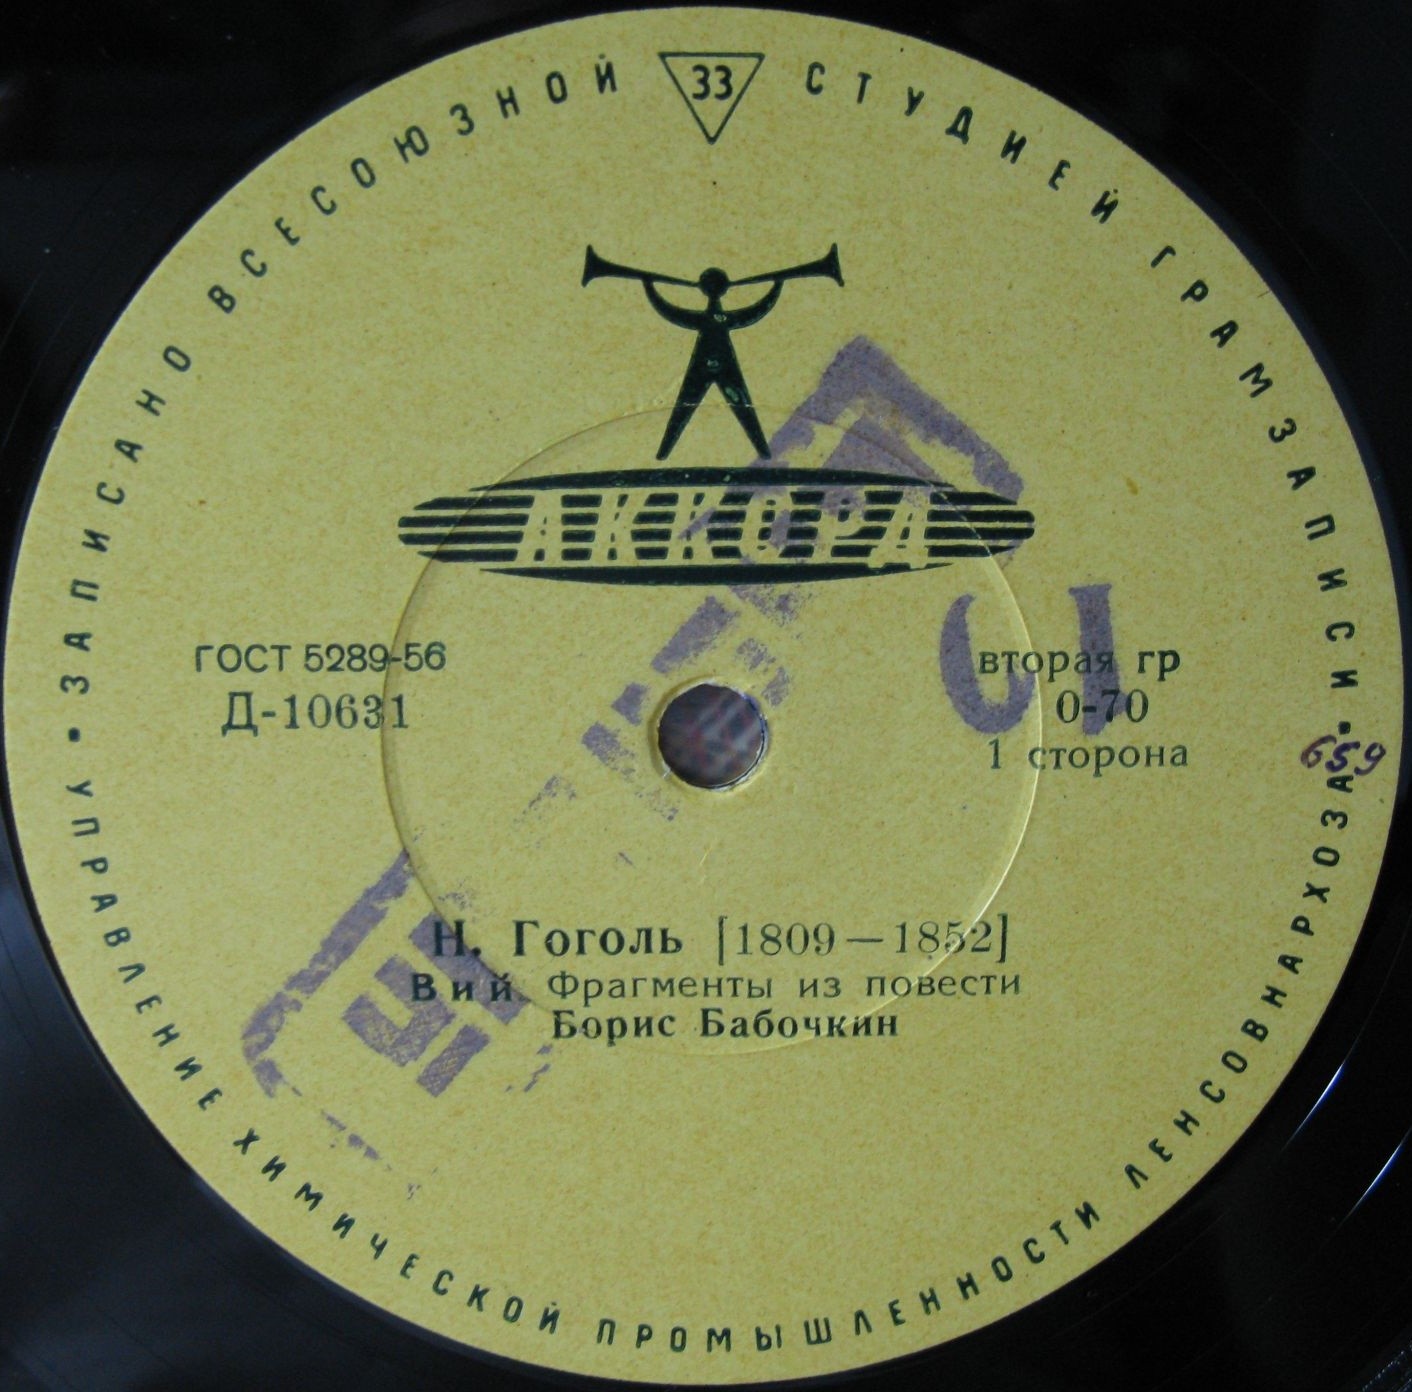 ЗАПИСАНО ВСЕСОЮЗНОЙ СТУДИЕЙ ГРАМЗАПИСИ
33
АККОРД
ГОСТ 5289-56
Д-10631
вторая гр
0-70
1 сторона
659
Н. Гоголь [1809—1852]
Вий Фрагменты из повести
Борис Бабочкин
УПРАВЛЕНИЕ ХИМИЧЕСКОЙ ПРОМЫШЛЕННОСТИ ЛЕНСОВНАРХОЗА